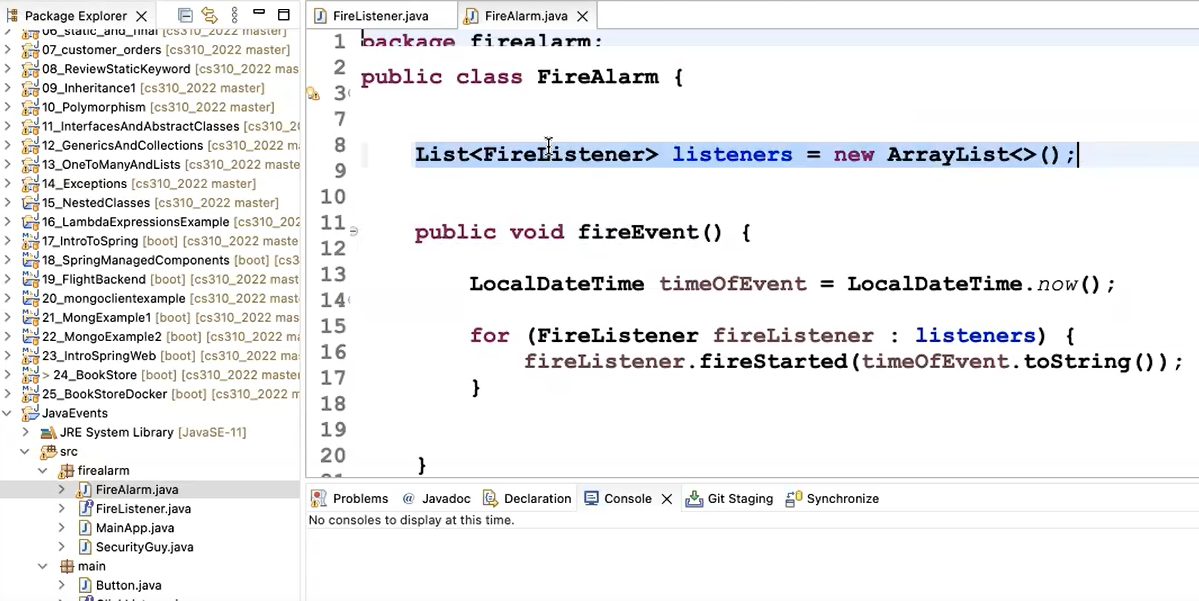 Package Explorer
FireListener.java
FireAlarm.java
06_static_and_final [cs310_2022 master]
07_customer_orders [cs310_2022 master]
08_ReviewStaticKeyword [cs310_2022 mas
09_Inheritance1 [cs310_2022 master]
10_Polymorphism [cs310_2022 master]
11_InterfacesAndAbstractClasses [cs310_20
12_GenericsAndCollections [cs310_2022 m
13_OneToManyAndLists [cs310_2022 mast
14_Exceptions [cs310_2022 master]
15_NestedClasses [cs310_2022 master]
16_LambdaExpressionsExample [cs310_202
17_IntroToSpring [boot] [cs310_2022 maste
18_SpringManagedComponents [boot] [cs3
19_FlightBackend [boot] [cs310_2022 maste
20_mongoclientexample [cs310_2022 mast
21_MongExample1 [boot] [cs310_2022 mas
22_MongoExample2 [boot] [cs310_2022 ma
23_IntroSpringWeb [boot] [cs310_2022 mas
> 24_BookStore [boot] [cs310_2022 master
25_BookStoreDocker [boot] [cs310_2022 m
JavaEvents
JRE System Library [JavaSE-11]
src
firealarm
FireAlarm.java
FireListener.java
MainApp.java
SecurityGuy.java
main
Button.java
1 package firealarm;
2 public class FireAlarm {
3
7
8 List<FireListener> listeners = new ArrayList<>();
9
10
11 public void fireEvent() {
12
13 LocalDateTime timeOfEvent = LocalDateTime.now();
14
15 for (FireListener fireListener : listeners) {
16 fireListener.fireStarted(timeOfEvent.toString());
17 }
18
19
20 }
Problems
@ Javadoc
Declaration
Console
Git Staging
Synchronize
No consoles to display at this time.